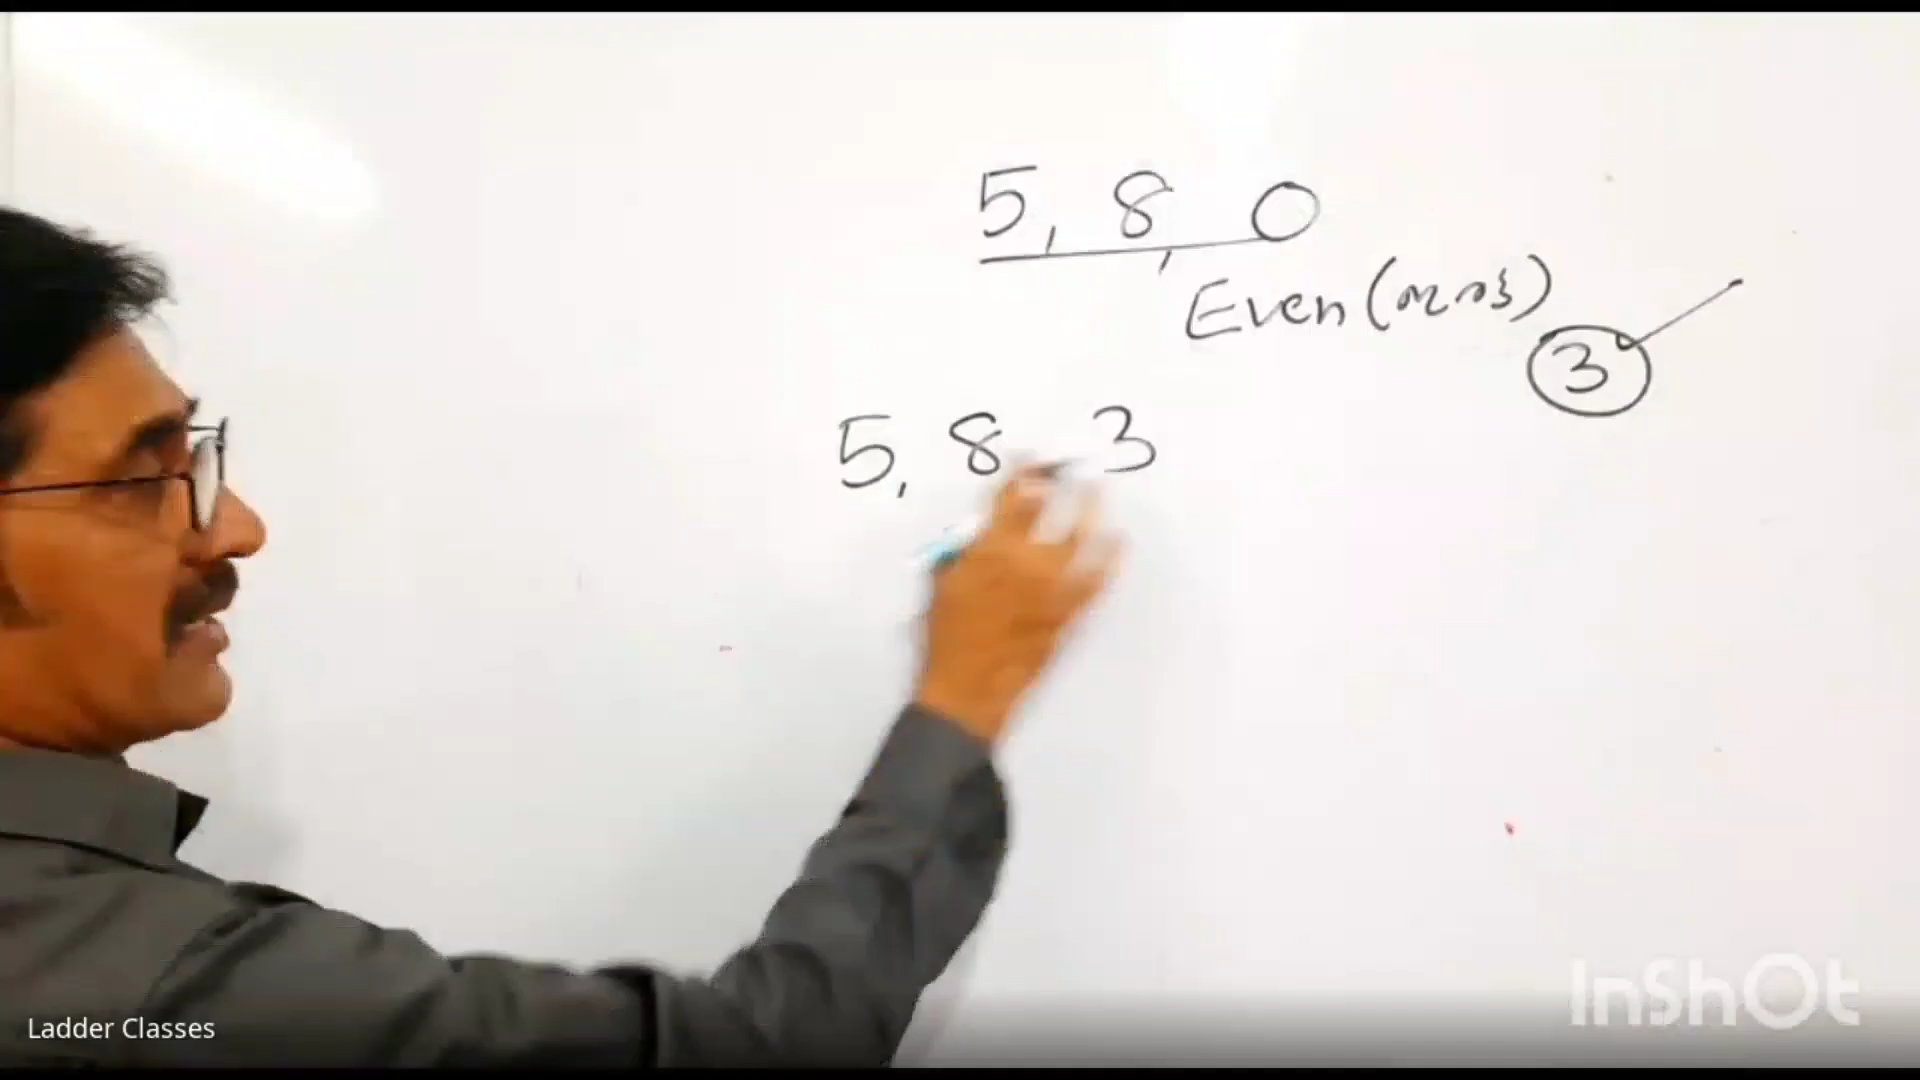 5, 8, 0
Even (
3
5, 8 3
InShOt
Ladder Classes